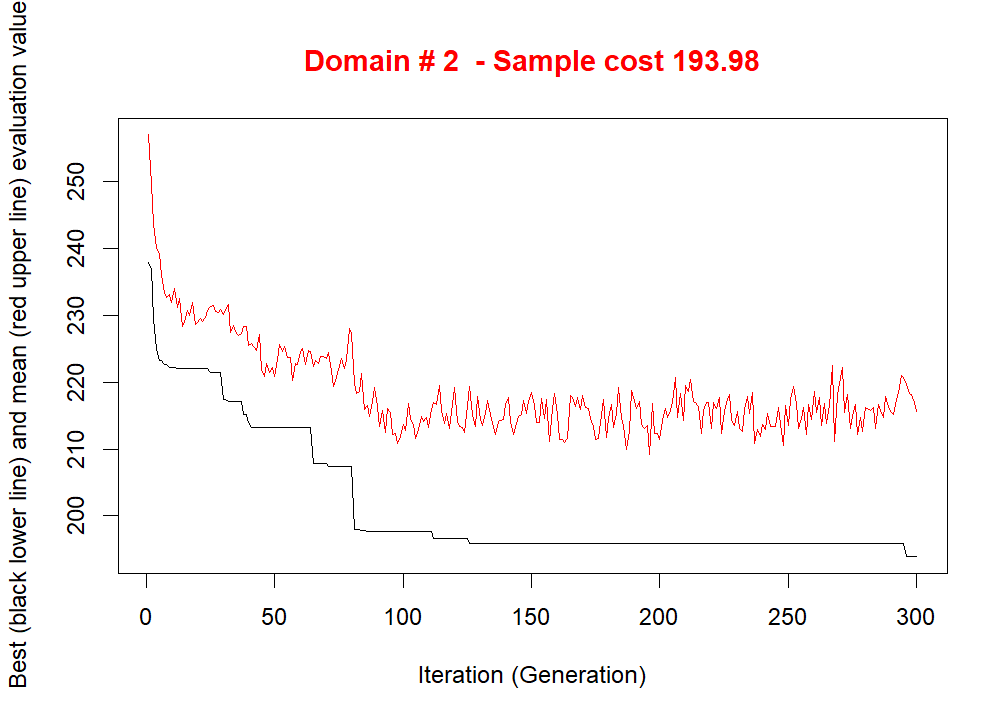 Domain # 2  - Sample cost 193.98
Best (black lower line) and mean (red upper line) evaluation value
250
240
230
220
210
200
0 50 100 150 200 250 300
Iteration (Generation)